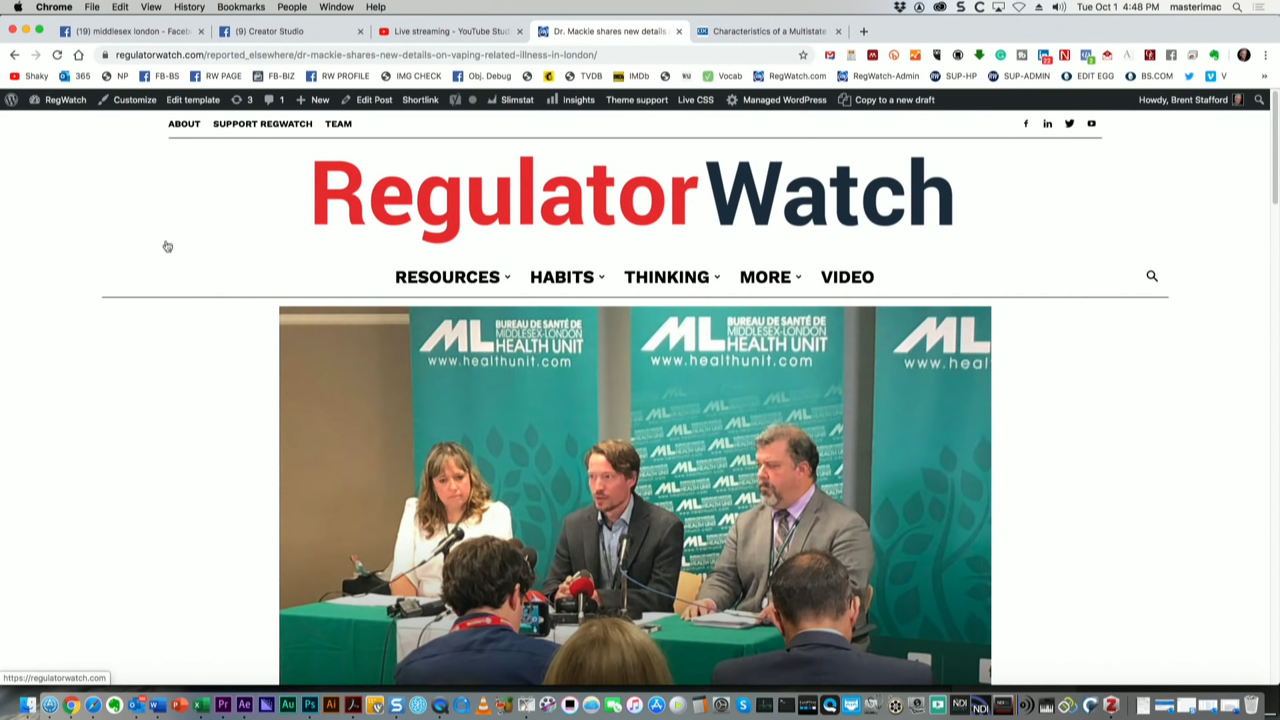 Chrome File Edit View History Bookmarks People Window Help
Tue Oct 1 4:48 PM masterimac
(19) middlesex london - Faceb
(9) Creator Studio
Live streaming - YouTube Stud
Dr. Mackie shares new details
Characteristics of a Multistate
regulatorwatch.com/reported_elsewhere/dr-mackie-shares-new-details-on-vaping-related-illness-in-london/
Shaky 365 NP FB-BS RW PAGE FB-BIZ RW PROFILE IMG CHECK Obj. Debug TVDB IMDb Vocab RegWatch.com RegWatch-Admin SUP-HP SUP-ADMIN EDIT EGG BS.COM V
RegWatch Customize Edit template 3 1 + New Edit Post Shortlink Slimstat Insights Theme support Live CSS Managed WordPress Copy to a new draft Howdy, Brent Stafford
ABOUT SUPPORT REGWATCH TEAM
RegulatorWatch
RESOURCES HABITS THINKING MORE VIDEO
ML BUREAU DE SANTÉ DE
MIDDLESEX-LONDON
HEALTH UNIT
www.healthunit.com
ML BUREAU DE SANTÉ DE
MIDDLESEX-LONDON
HEALTH UNIT
www.healthunit.com
ML
www.heal
https://regulatorwatch.com